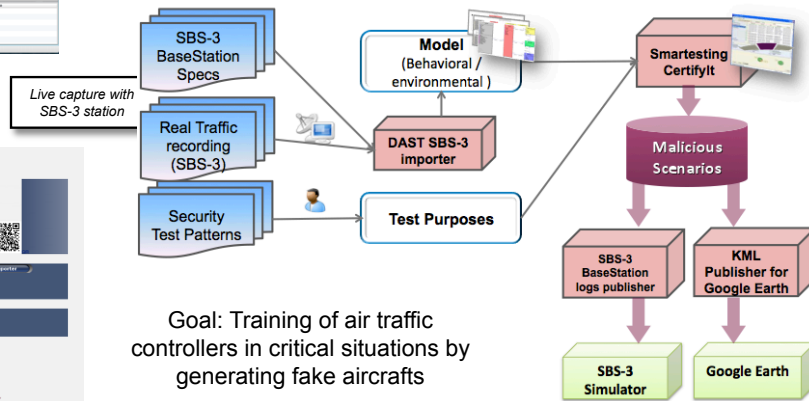 SBS-3
BaseStation
Specs
Live capture with
SBS-3 station
Real Traffic
recording
(SBS-3)
Security
Test Patterns
Model
(Behavioral /
environmental )
DAST SBS-3
importer
Test Purposes
Smartesting
CertifyIt
Malicious
Scenarios
SBS-3
BaseStation
logs publisher
KML
Publisher for
Google Earth
SBS-3
Simulator
Google Earth
Goal: Training of air traffic
controllers in critical situations by
generating fake aircrafts